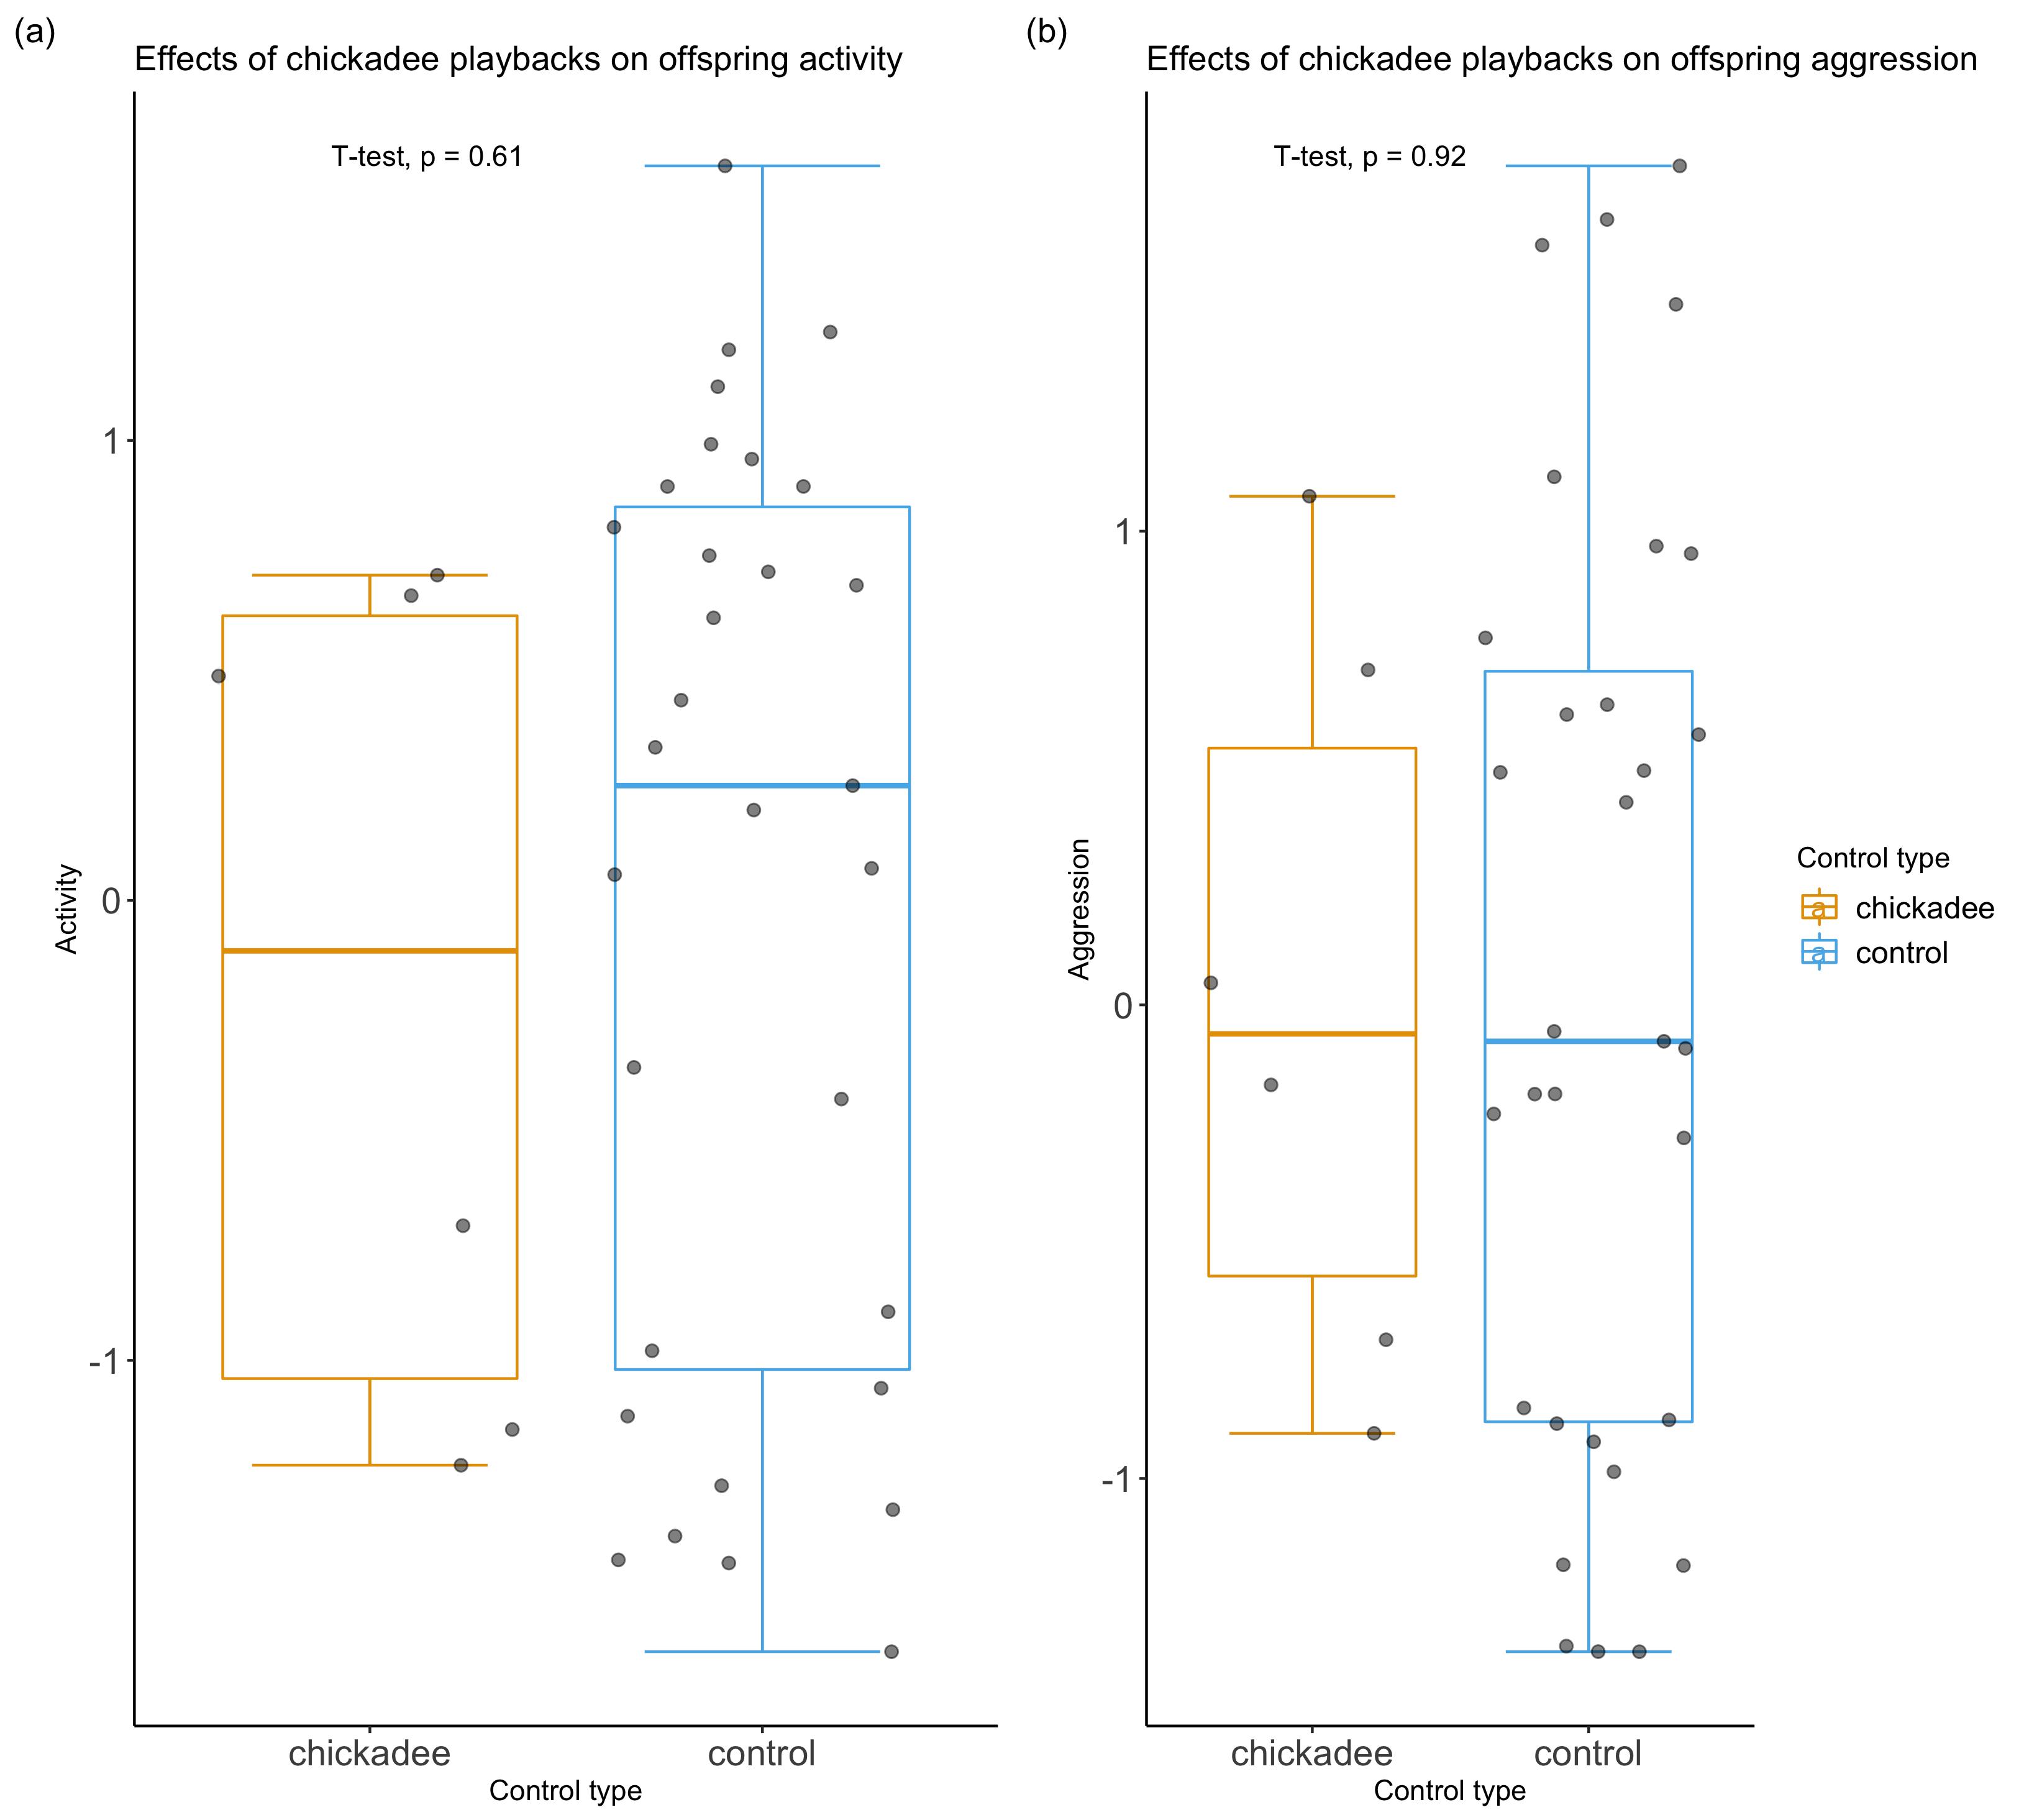 (a)
Effects of chickadee playbacks on offspring activity
T-test, p = 0.61
1
0
-1
Activity
chickadee control
Control type
(b)
Effects of chickadee playbacks on offspring aggression
T-test, p = 0.92
1
0
-1
Aggression
chickadee control
Control type
Control type
a chickadee
a control